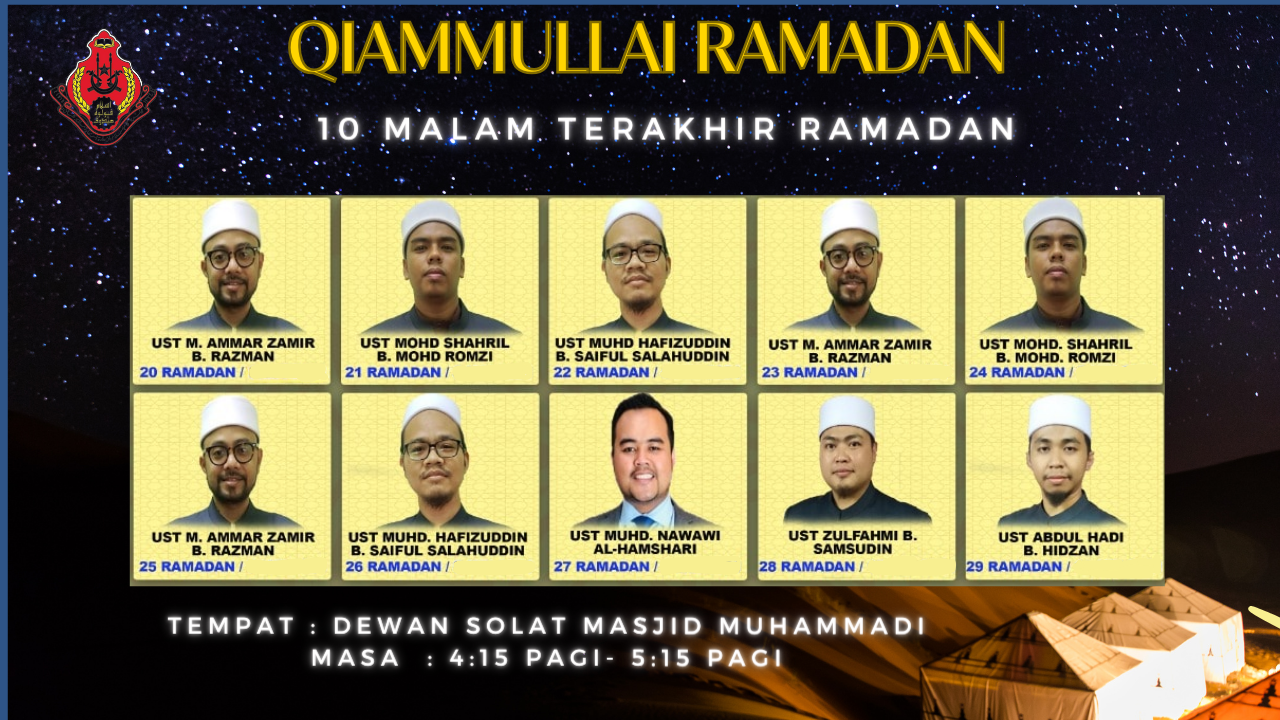 QIAMMULLAI RAMADAN
10 MALAM TERAKHIR RAMADAN
UST M. AMMAR ZAMIR
B. RAZMAN
20 RAMADAN /
UST MOHD SHAHRIL
B. MOHD ROMZI
21 RAMADAN /
UST MUHD HAFIZUDDIN
B. SAIFUL SALAHUDDIN
22 RAMADAN /
UST M. AMMAR ZAMIR
B. RAZMAN
23 RAMADAN /
UST MOHD. SHAHRIL
B. MOHD. ROMZI
24 RAMADAN /
UST M. AMMAR ZAMIR
B. RAZMAN
25 RAMADAN /
UST MUHD. HAFIZUDDIN
B. SAIFUL SALAHUDDIN
26 RAMADAN /
UST MUHD. NAWAWI
AL-HAMSHARI
27 RAMADAN /
UST ZULFAHMI B.
SAMSUDIN
28 RAMADAN /
UST ABDUL HADI
B. HIDZAN
29 RAMADAN /
TEMPAT : DEWAN SOLAT MASJID MUHAMMADI
MASA : 4:15 PAGI- 5:15 PAGI